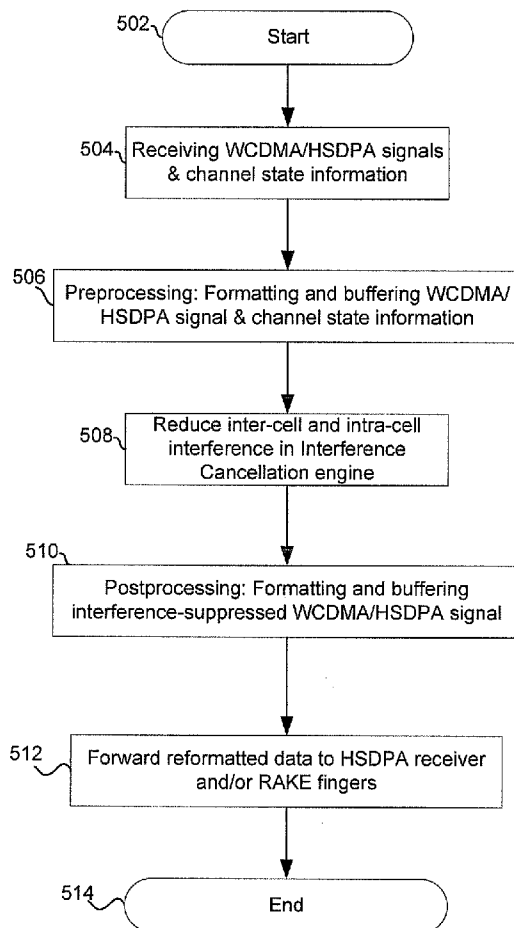 502
Start
504
Receiving WCDMA/HSDPA signals
& channel state information
506
Preprocessing: Formatting and buffering WCDMA/
HSDPA signal & channel state information
508
Reduce inter-cell and intra-cell
interference in Interference
Cancellation engine
510
Postprocessing: Formatting and buffering
interference-suppressed WCDMA/HSDPA signal
512
Forward reformatted data to HSDPA receiver
and/or RAKE fingers
514
End